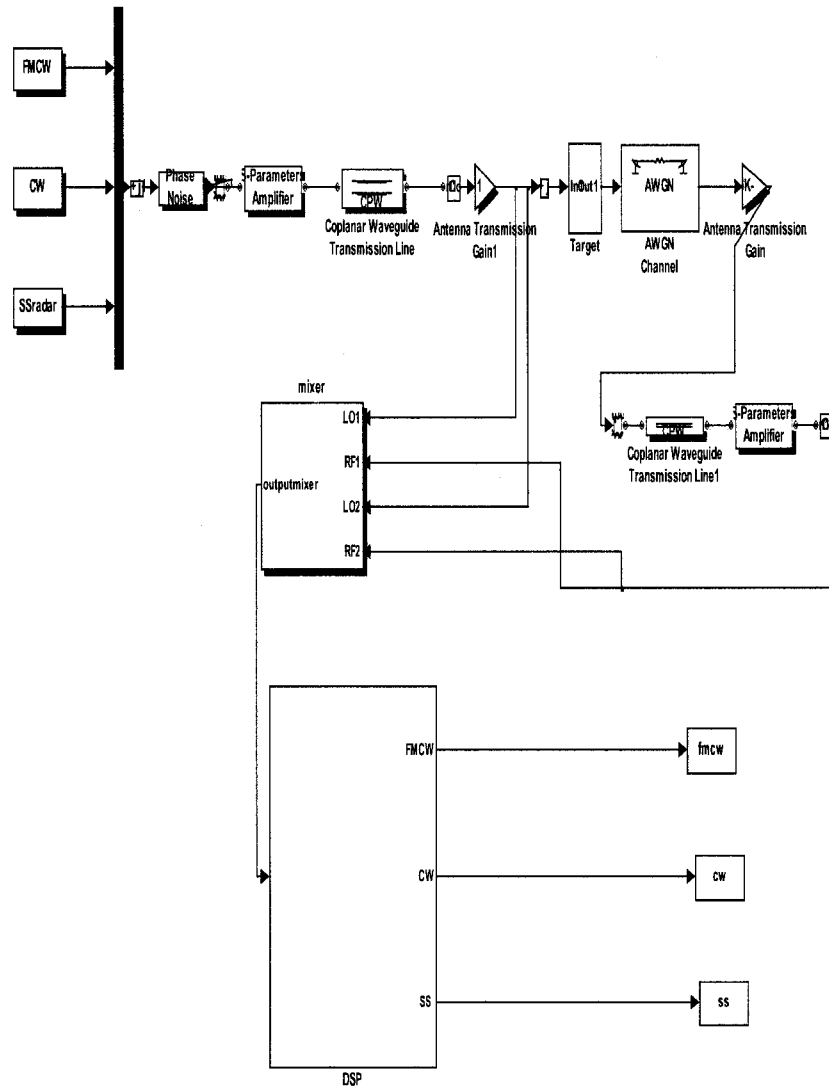 FMCW
CW
SSradar
Phase
Noise
S-Parameters
Amplifier
CPW
Coplanar Waveguide
Transmission Line
1
Antenna Transmission
Gain1
InOut1
Target
AWGN
AWGN
Channel
K-
Antenna Transmission
Gain
CPW
Coplanar Waveguide
Transmission Line1
S-Parameters
Amplifier
mixer
LO1
RF1
outputmixer
LO2
RF2
FMCW
fmcw
CW
cw
SS
ss
DSP